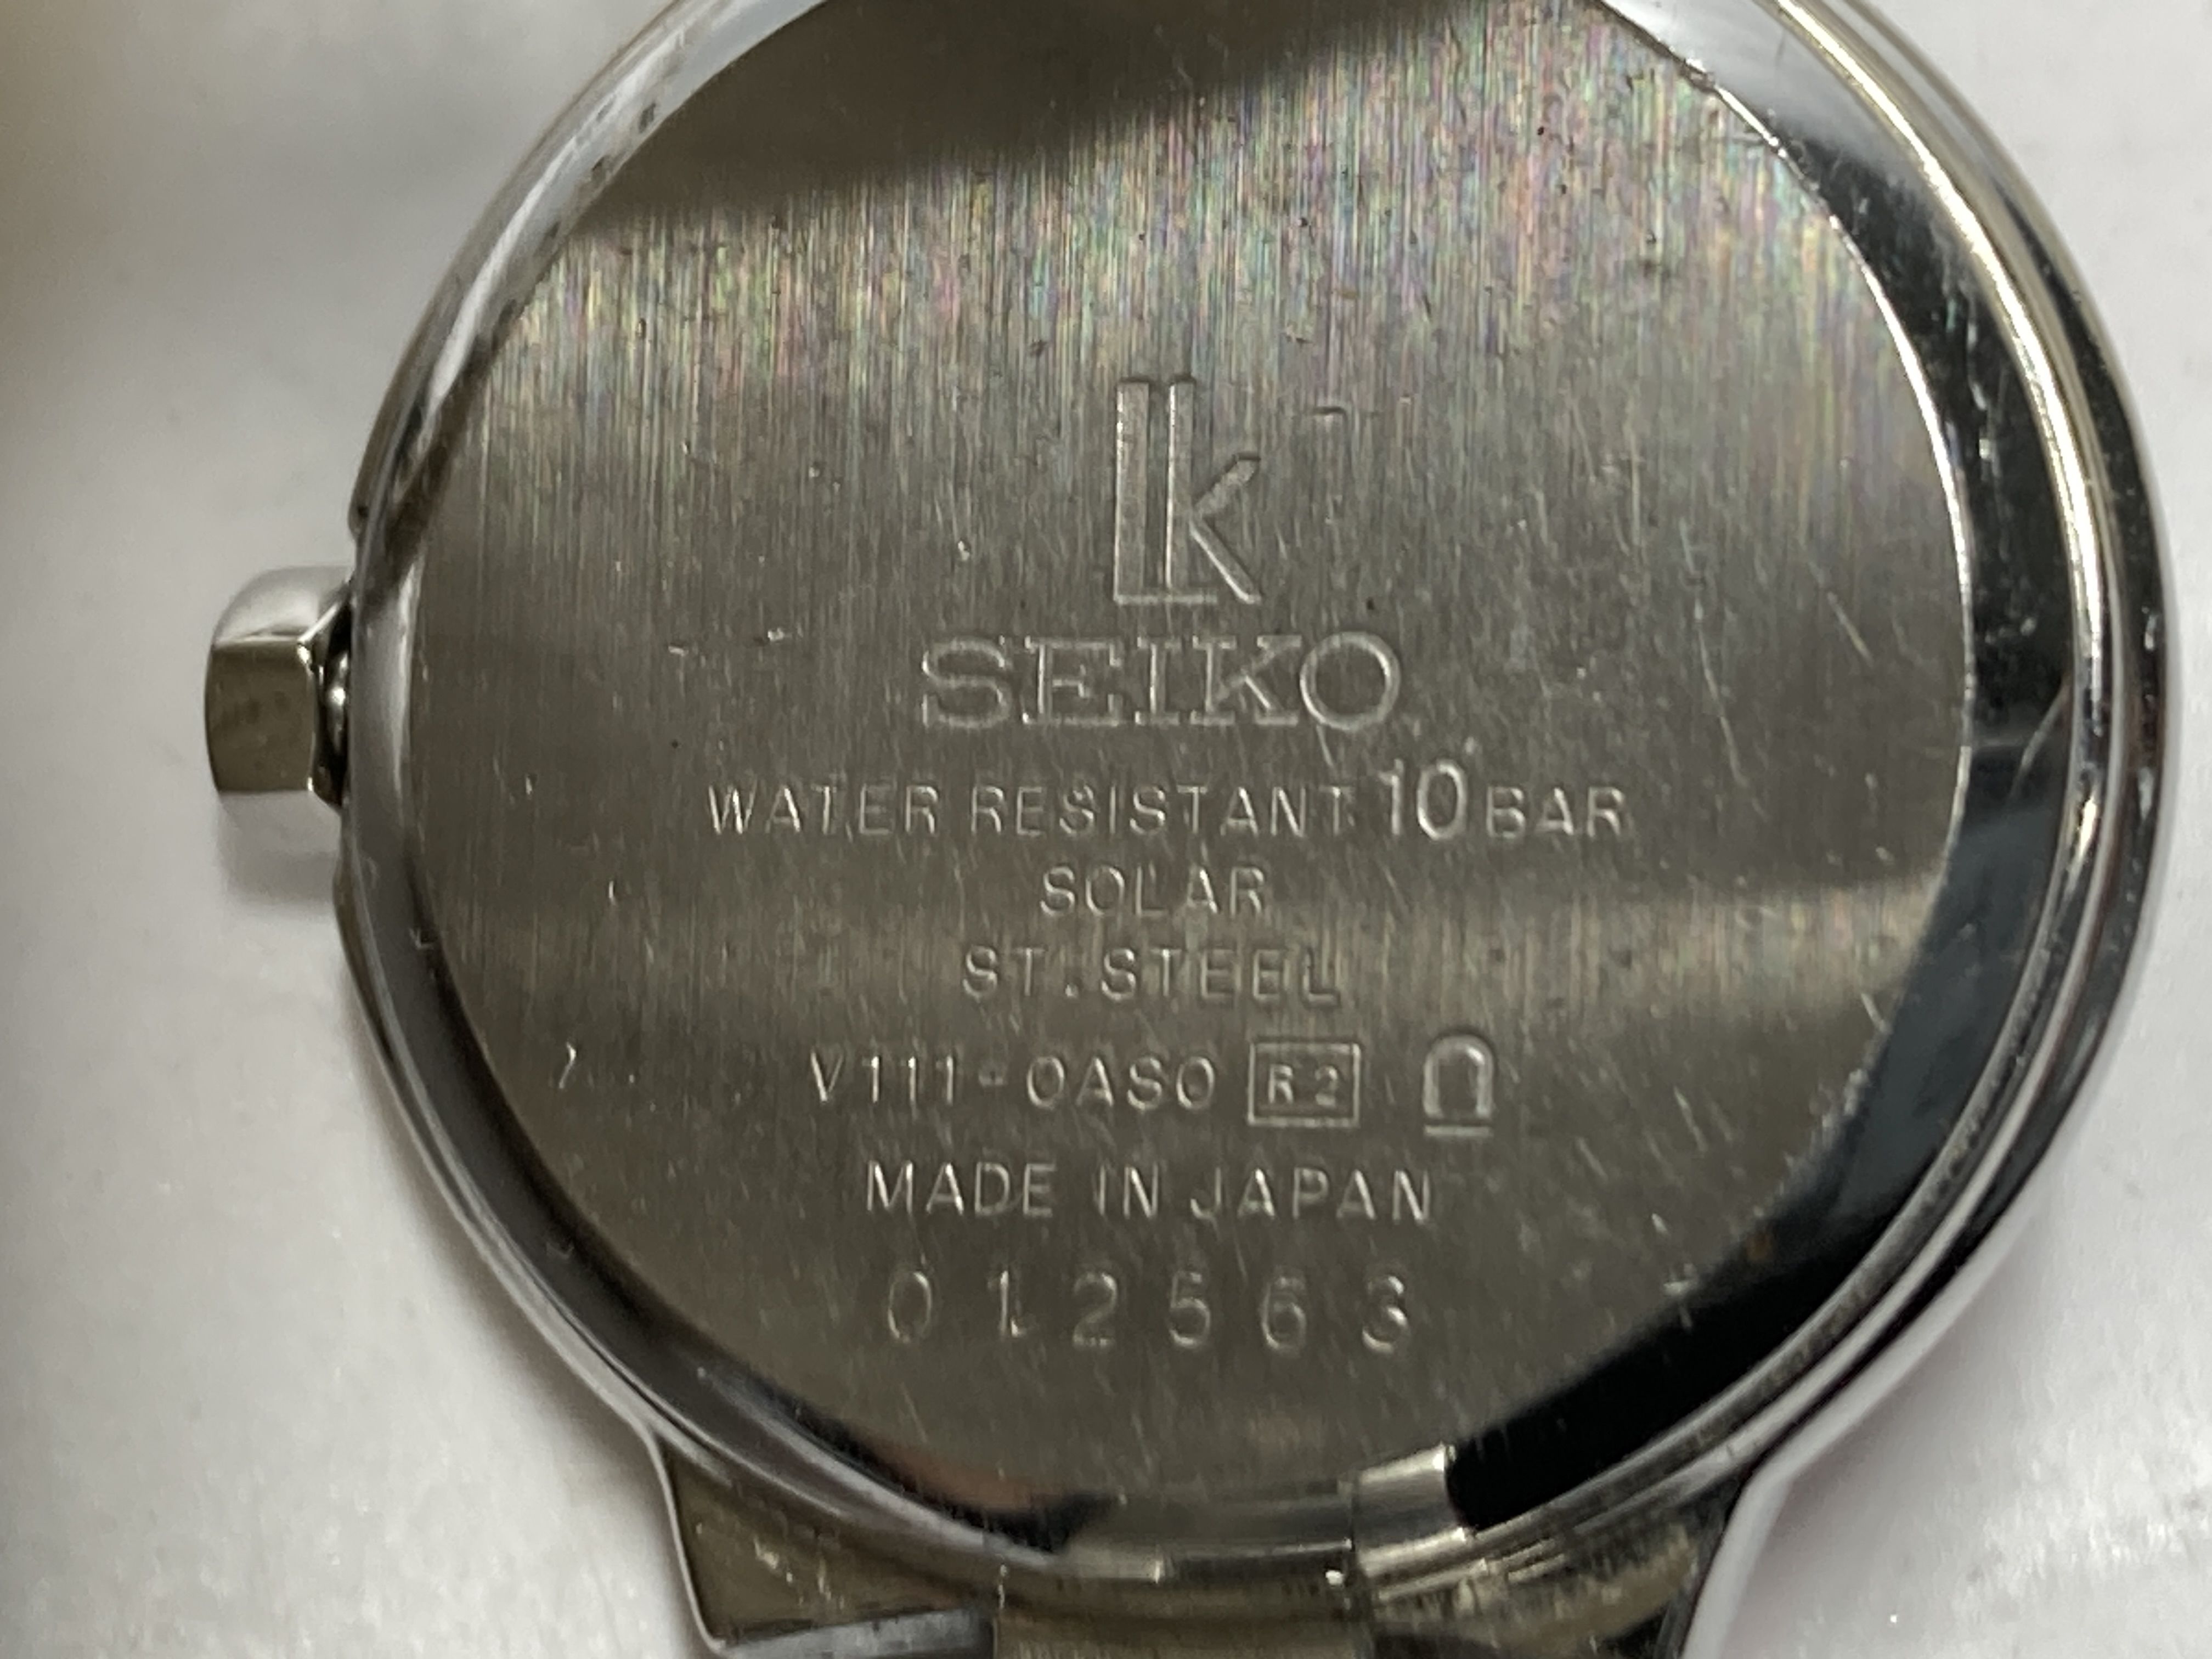 LK
SEIKO
WATER RESISTANT 10 BAR
SOLAR
ST. STEEL
V111-0AS0 R2 Ω
MADE IN JAPAN
012563